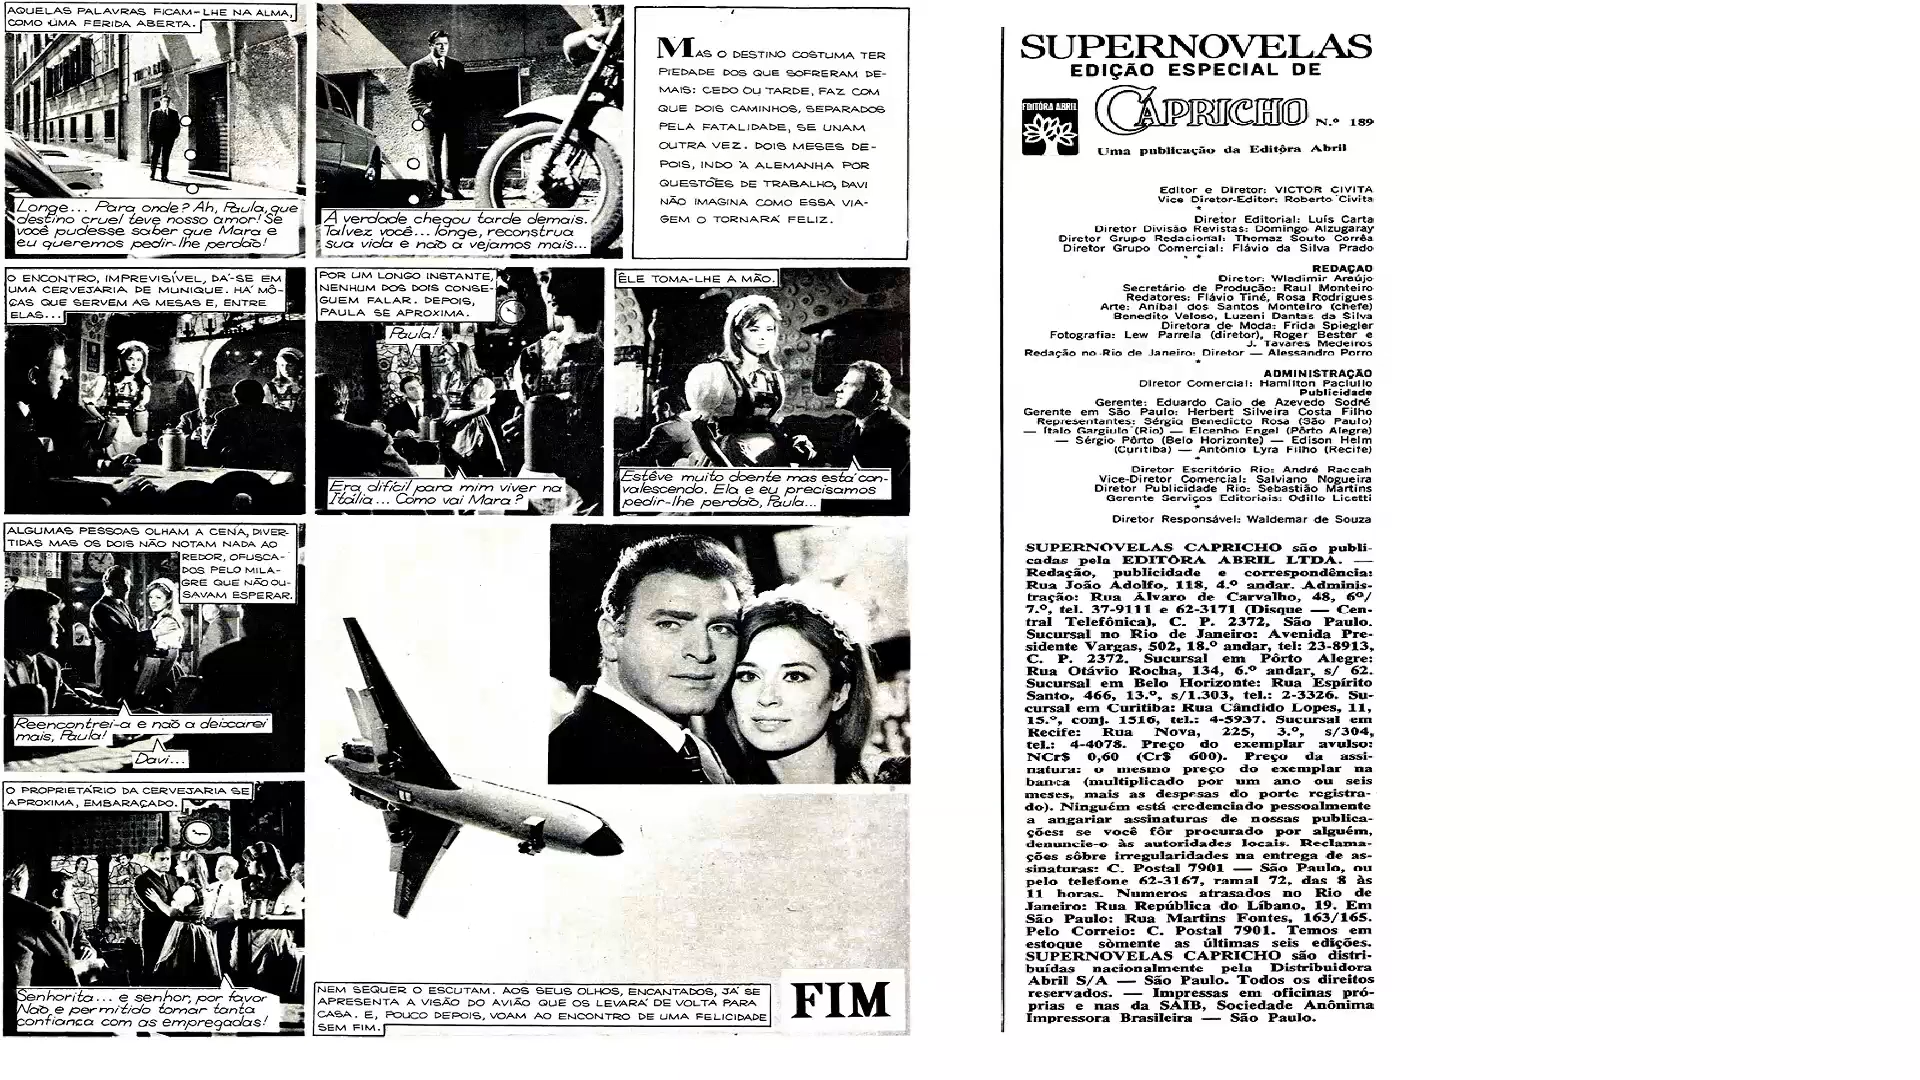 AQUELAS PALAVRAS FICAM-LHE NA ALMA,
COMO UMA FERIDA ABERTA.
Longe... Para onde? Ah, Paula, que
destino cruel teve nosso amor! Se
você pudesse saber que Mara e
eu queremos pedir-lhe perdão!
A verdade chegou tarde demais.
Talvez você... longe, reconstrua
sua vida e não a vejamos mais...
MAS O DESTINO COSTUMA TER
PIEDADE DOS QUE SOFRERAM DE-
MAIS: CEDO OU TARDE, FAZ COM
QUE DOIS CAMINHOS, SEPARADOS
PELA FATALIDADE, SE UNAM
OUTRA VEZ. DOIS MESES DE-
POIS, INDO À ALEMANHA POR
QUESTÕES DE TRABALHO, DAVI
NÃO IMAGINA COMO ESSA VIA-
GEM O TORNARÁ FELIZ.
O ENCONTRO, IMPREVISÍVEL, DÁ-SE EM
UMA CERVEJARIA DE MUNIQUE. HÁ MÔ-
ÇAS QUE SERVEM AS MESAS E, ENTRE
ELAS...
POR UM LONGO INSTANTE,
NENHUM DOS DOIS CONSE-
GUEM FALAR. DEPOIS,
PAULA SE APROXIMA.
Paula!
Era difícil para mim viver na
Itália... Como vai Mara?
ÊLE TOMA-LHE A MÃO.
Estêve muito doente mas está con-
valescendo. Ela e eu precisamos
pedir-lhe perdão, Paula...
ALGUMAS PESSOAS OLHAM A CENA, DIVER-
TIDAS MAS OS DOIS NÃO NOTAM NADA AO
REDOR, OFUSCA-
DOS PELO MILA-
GRE QUE NÃO OU-
SAVAM ESPERAR.
Reencontrei-a e não a deixarei
mais, Paula!
Davi...
O PROPRIETÁRIO DA CERVEJARIA SE
APROXIMA, EMBARAÇADO.
Senhorita... e senhor, por favor
Não e permitido tomar tanta
confiança com as empregadas!
NEM SEQUER O ESCUTAM. AOS SEUS OLHOS, ENCANTADOS, JÁ SE
APRESENTA A VISÃO DO AVIÃO QUE OS LEVARÁ DE VOLTA PARA
CASA. E, POUCO DEPOIS, VOAM AO ENCONTRO DE UMA FELICIDADE
SEM FIM.
FIM
SUPERNOVELAS
EDIÇÃO ESPECIAL DE
EDITÔRA ABRIL
CAPRICHO N.º 189
Uma publicação da Editôra Abril
Editor e Diretor: VICTOR CIVITA
Vice Diretor-Editor: Roberto Civita
*
Diretor Editorial: Luís Carta
Diretor Divisão Revistas: Domingo Alzugaray
Diretor Grupo Redacional: Thomaz Souto Corrêa
Diretor Grupo Comercial: Flávio da Silva Prado
* *
REDAÇÃO
Diretor: Wladimir Araújo
Secretário de Produção: Raul Monteiro
Redatores: Flávio Tiné, Rosa Rodrigues
Arte: Aníbal dos Santos Monteiro (chefe)
Benedito Veloso, Luzeni Dantas da Silva
Diretora de Moda: Frida Spiegler
Fotografia: Lew Parrela (diretor), Roger Bester e
J. Tavares Medeiros
Redação no Rio de Janeiro: Diretor — Alessandro Porro
*
ADMINISTRAÇÃO
Diretor Comercial: Hamilton Paciullo
Publicidade
Gerente: Eduardo Caio de Azevedo Sodré
Gerente em São Paulo: Herbert Silveira Costa Filho
Representantes: Sérgio Benedicto Rosa (São Paulo)
— Ítalo Gargiulo (Rio) — Elcenho Engel (Pôrto Alegre)
— Sérgio Pôrto (Belo Horizonte) — Edison Helm
(Curitiba) — Antônio Lyra Filho (Recife)
*
Diretor Escritório Rio: André Raccah
Vice-Diretor Comercial: Salviano Nogueira
Diretor Publicidade Rio: Sebastião Martins
Gerente Serviços Editoriais: Odillo Licetti
*
Diretor Responsável: Waldemar de Souza
SUPERNOVELAS CAPRICHO são publi-
cadas pela EDITÔRA ABRIL LTDA. —
Redação, publicidade e correspondência:
Rua João Adolfo, 118, 4.º andar. Adminis-
tração: Rua Álvaro de Carvalho, 48, 6º/
7.º, tel. 37-9111 e 62-3171 (Disque — Cen-
tral Telefônica), C. P. 2372, São Paulo.
Sucursal no Rio de Janeiro: Avenida Pre-
sidente Vargas, 502, 18.º andar, tel: 23-8913,
C. P. 2372. Sucursal em Pôrto Alegre:
Rua Otávio Rocha, 134, 6.º andar, s/ 62.
Sucursal em Belo Horizonte: Rua Espírito
Santo, 466, 13.º, s/1.303, tel.: 2-3326. Su-
cursal em Curitiba: Rua Cândido Lopes, 11,
15.º, conj. 1516, tel.: 4-5937. Sucursal em
Recife: Rua Nova, 225, 3.º, s/304,
tel.: 4-4078. Preço do exemplar avulso:
NCr$ 0,60 (Cr$ 600). Preço da assi-
natura: o mesmo preço do exemplar na
banca (multiplicado por um ano ou seis
meses, mais as despesas do porte registra-
do). Ninguém está credenciado pessoalmente
a angariar assinaturas de nossas publica-
ções: se você fôr procurado por alguém,
denuncie-o às autoridades locais. Reclama-
ções sôbre irregularidades na entrega de as-
sinaturas: C. Postal 7901 — São Paulo, ou
pelo telefone 62-3167, ramal 72, das 8 às
11 horas. Numeros atrasados no Rio de
Janeiro: Rua República do Líbano, 19. Em
São Paulo: Rua Martins Fontes, 163/165.
Pelo Correio: C. Postal 7901. Temos em
estoque sòmente as últimas seis edições.
SUPERNOVELAS CAPRICHO são distri-
buídas nacionalmente pela Distribuidora
Abril S/A — São Paulo. Todos os direitos
reservados. — Impressas em oficinas pró-
prias e nas da SAIB, Sociedade Anônima
Impressora Brasileira — São Paulo.